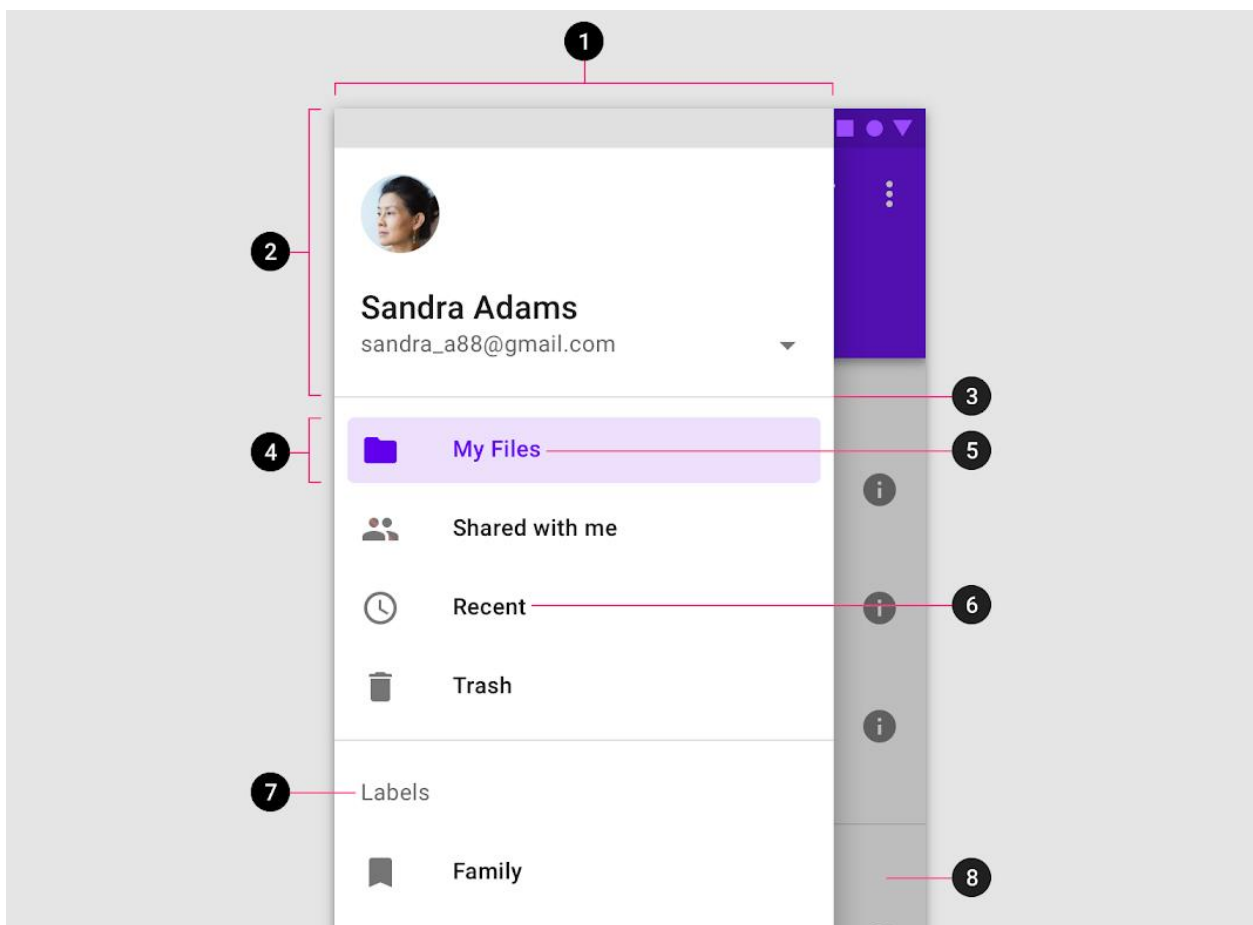 1
2
Sandra Adams
sandra_a88@gmail.com
3
4
My Files
5
i
Shared with me
Recent
i
6
Trash
i
7
Labels
Family
8